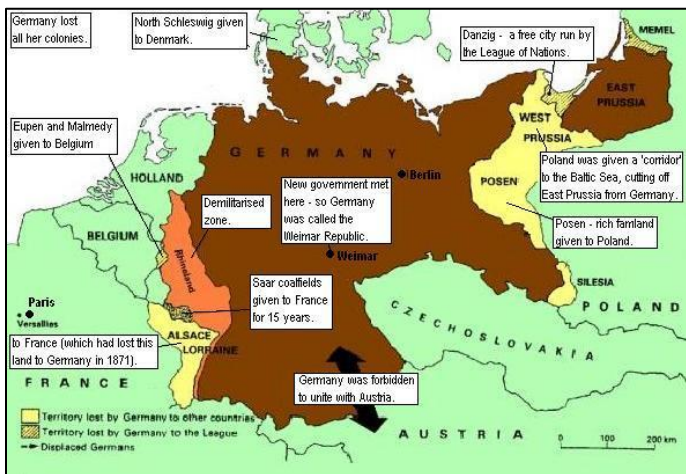 Germany lost
all her colonies.
North Schleswig given
to Denmark.
Danzig - a free city run by
the League of Nations.
MEMEL
EAST
PRUSSIA
Eupen and Malmedy
given to Belgium
WEST
PRUSSIA
GERMANY
HOLLAND
Berlin
Poland was given a 'corridor'
to the Baltic Sea, cutting off
East Prussia from Germany.
New government met
here - so Germany
was called the
Weimar Republic.
POSEN
Demilitarised
zone.
BELGIUM
Posen - rich famland
given to Poland.
Rhineland
Weimar
Saar coalfields
given to France
for 15 years.
SILESIA
POLAND
Paris
Versailles
CZECHOSLOVAKIA
ALSACE
LORRAINE
to France (which had lost this
land to Germany in 1871).
FRANCE
Germany was forbidden
to unite with Austria.
AUSTRIA
Territory lost by Germany to other countries
Territory lost by Germany to the League
Displaced Germans
0 100 200 km